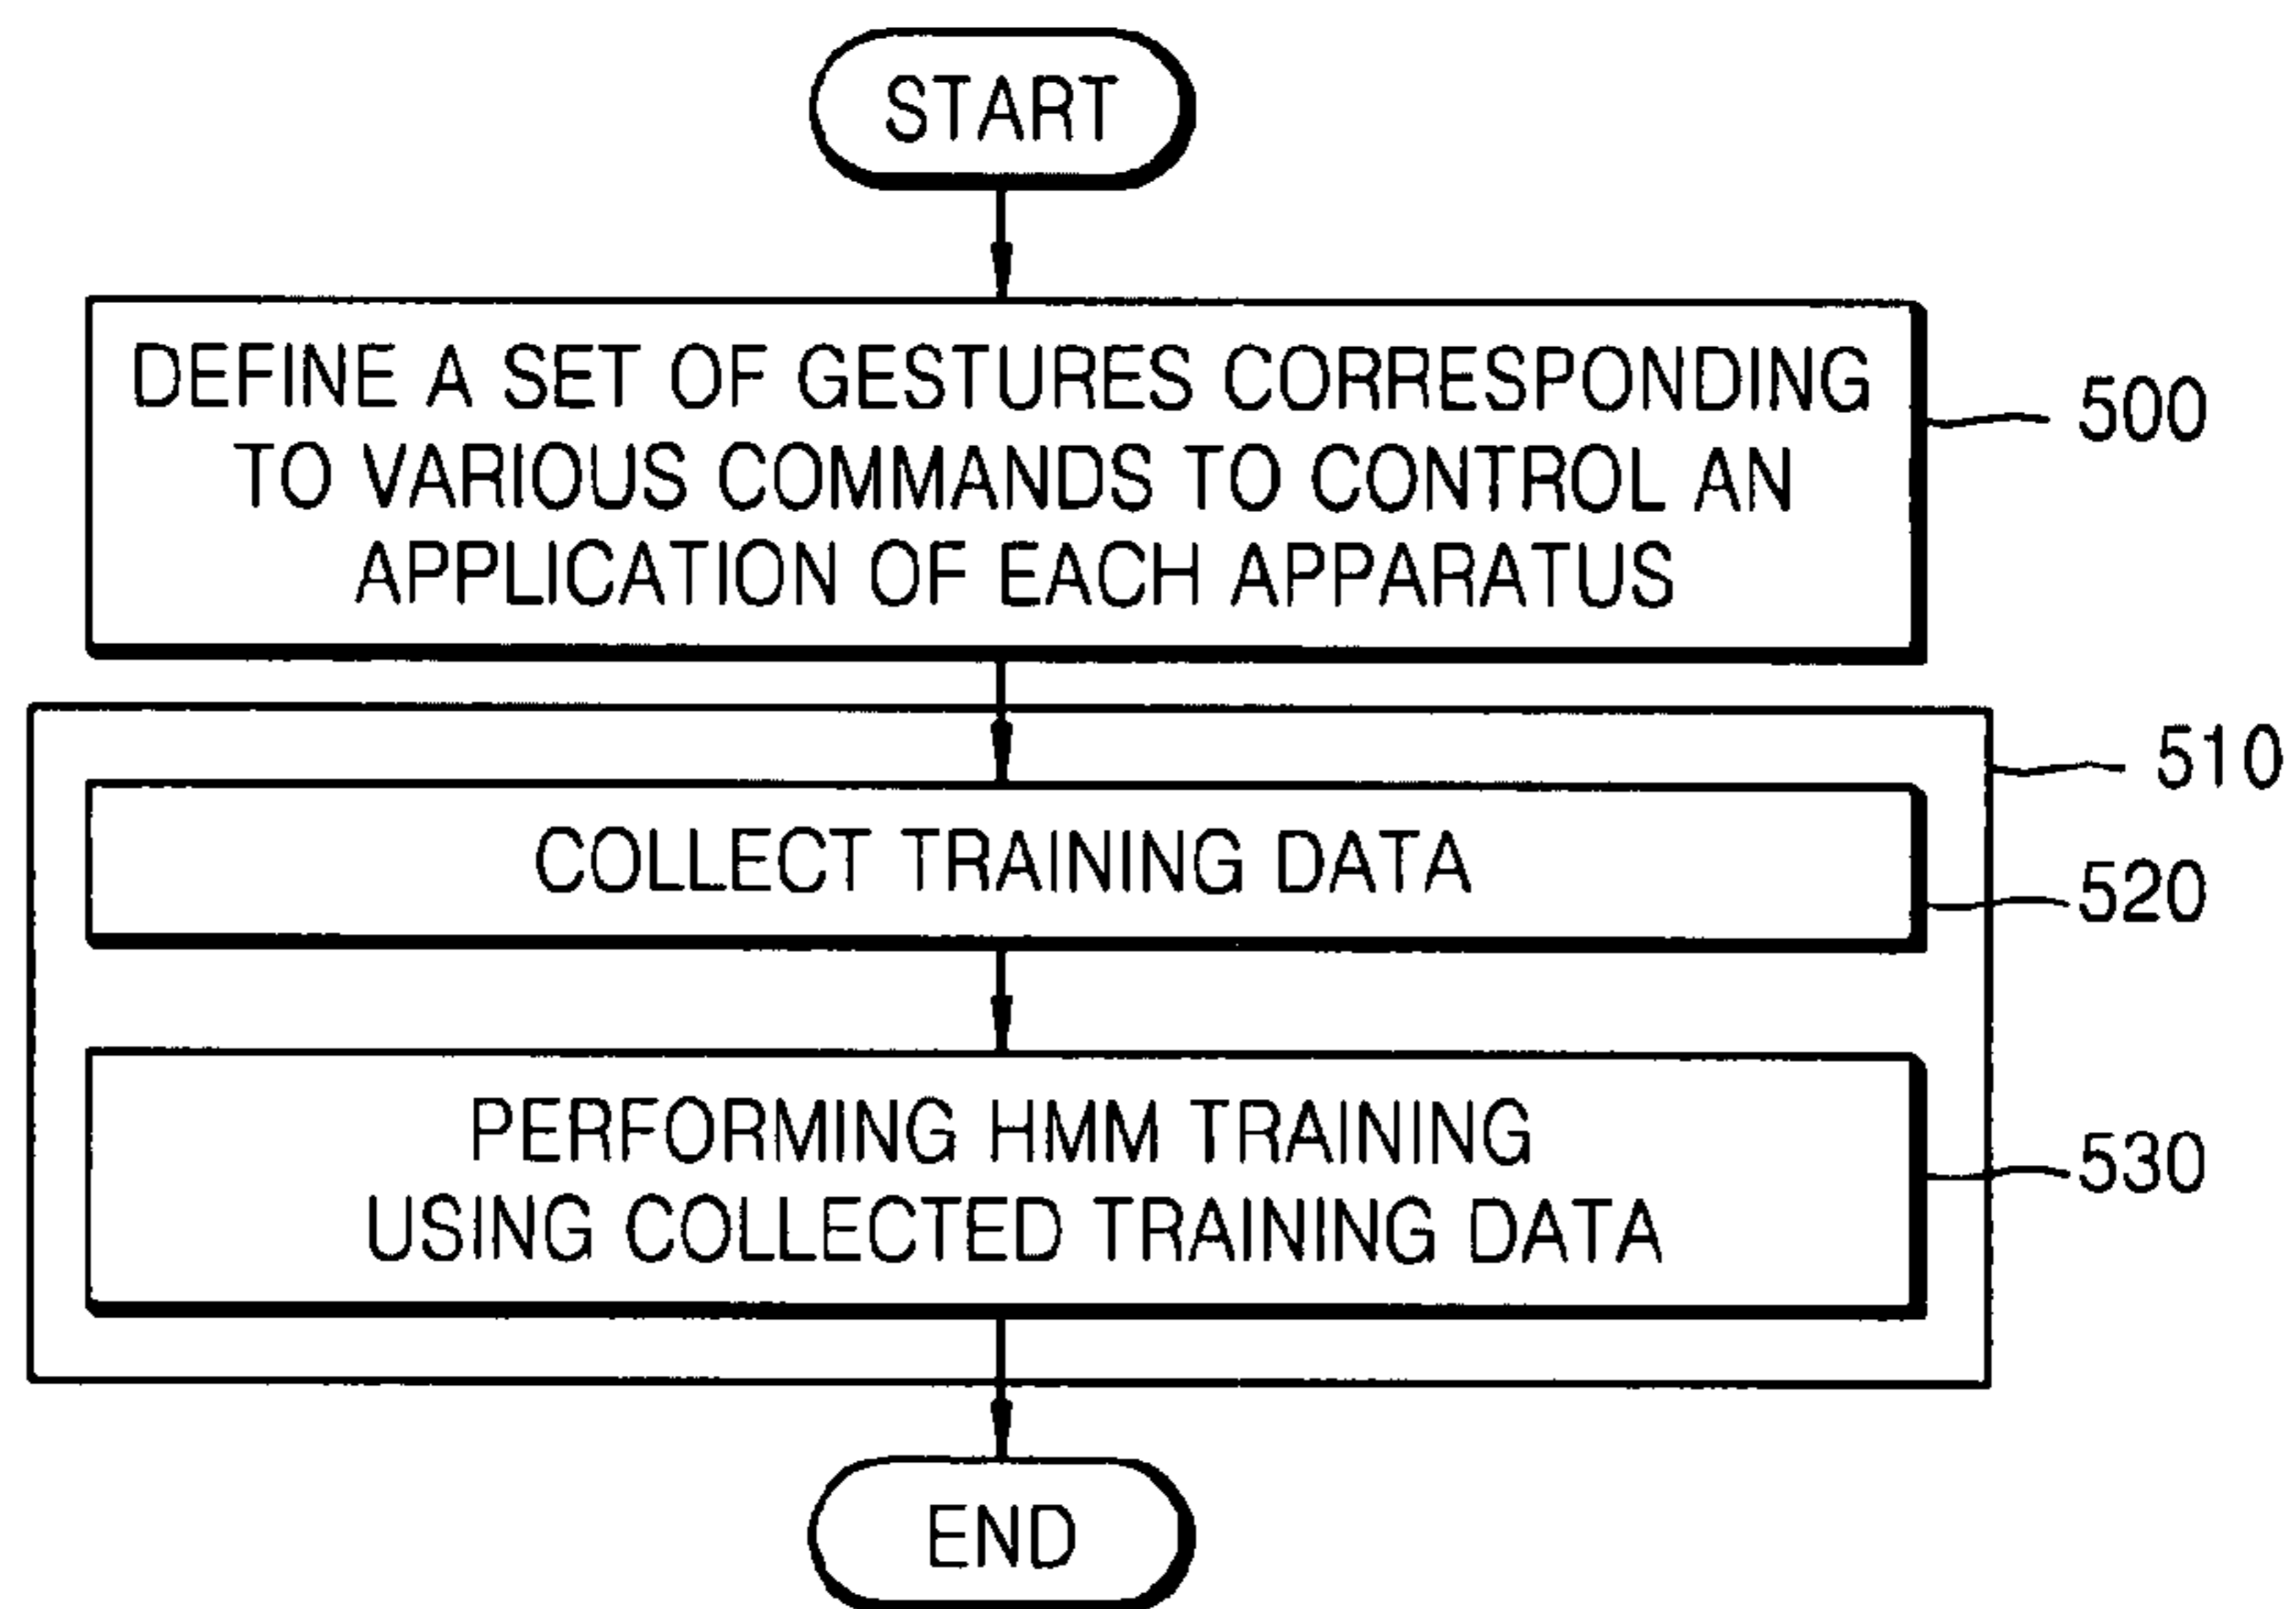 START
DEFINE A SET OF GESTURES CORRESPONDING
TO VARIOUS COMMANDS TO CONTROL AN
APPLICATION OF EACH APPARATUS
500
510
COLLECT TRAINING DATA
520
PERFORMING HMM TRAINING
USING COLLECTED TRAINING DATA
530
END